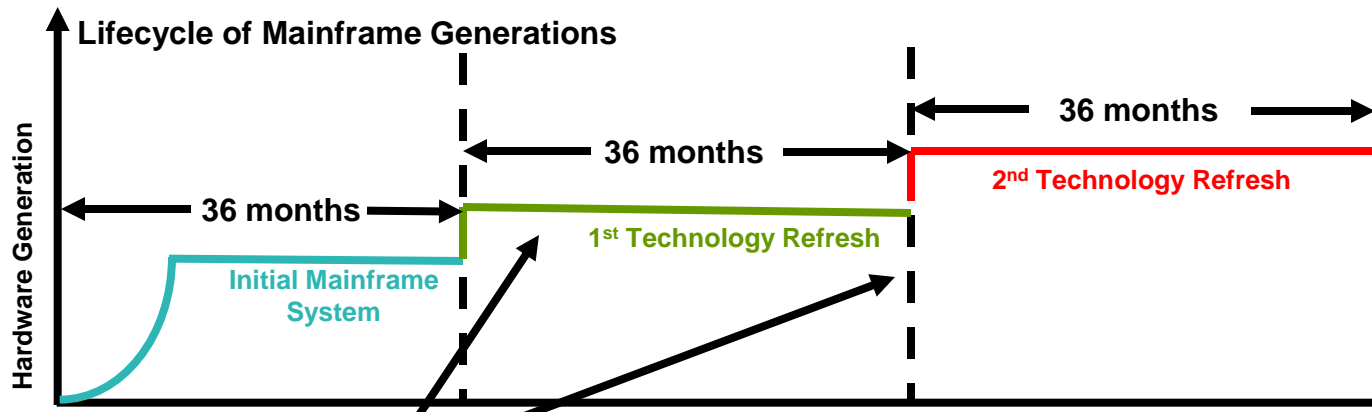 Lifecycle of Mainframe Generations
Hardware Generation
36 months
36 months
36 months
2nd Technology Refresh
1st Technology Refresh
Initial Mainframe
System